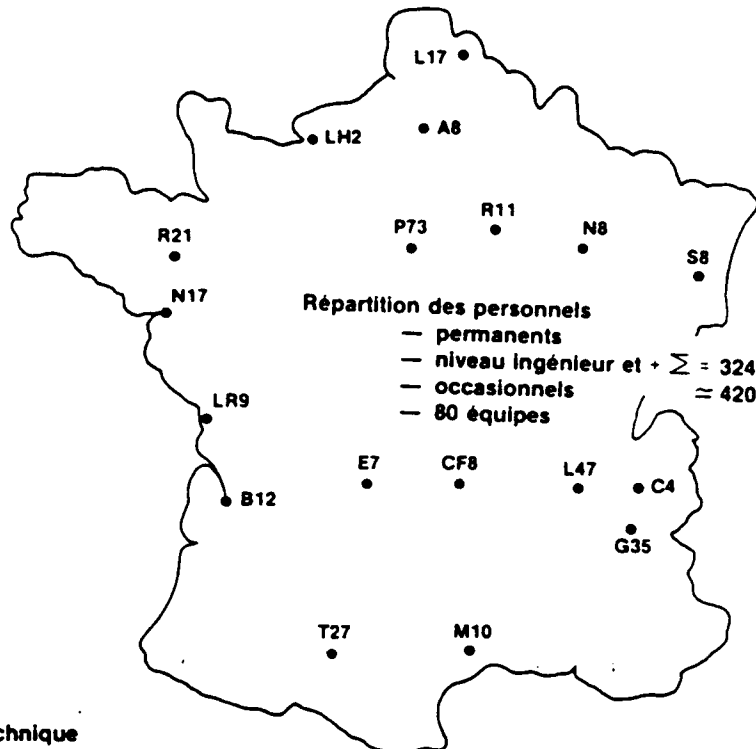 L17
LH2
A8
R21
P73
R11
N8
S8
N17
Répartition des personnels
— permanents
— niveau ingénieur et + Σ = 324
— occasionnels ≃ 420
— 80 équipes
LR9
E7
CF8
L47
C4
B12
G35
T27
M10
chnique